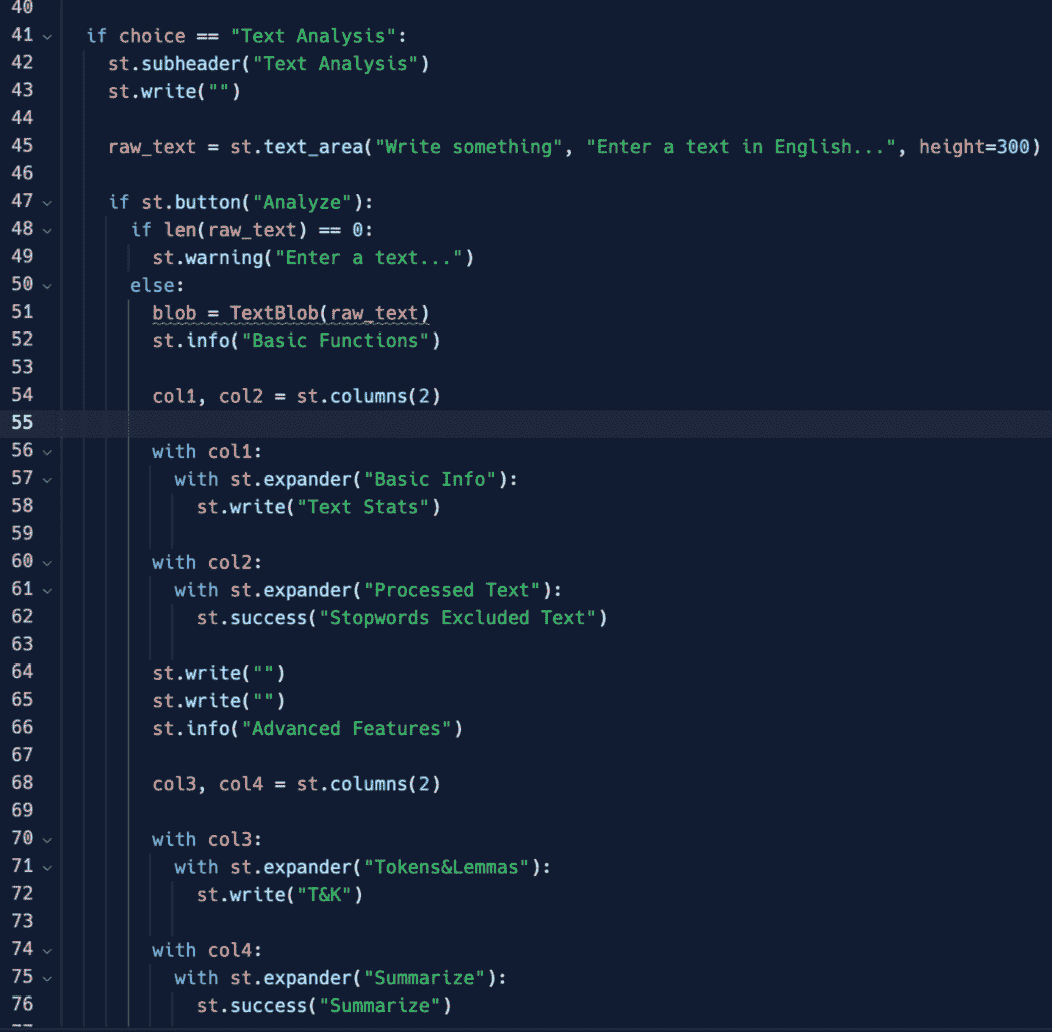 40
41 if choice == "Text Analysis":
42 st.subheader("Text Analysis")
43 st.write("")
44
45 raw_text = st.text_area("Write something", "Enter a text in English...", height=300)
46
47 if st.button("Analyze"):
48 if len(raw_text) == 0:
49 st.warning("Enter a text...")
50 else:
51 blob = TextBlob(raw_text)
52 st.info("Basic Functions")
53
54 col1, col2 = st.columns(2)
55
56 with col1:
57 with st.expander("Basic Info"):
58 st.write("Text Stats")
59
60 with col2:
61 with st.expander("Processed Text"):
62 st.success("Stopwords Excluded Text")
63
64 st.write("")
65 st.write("")
66 st.info("Advanced Features")
67
68 col3, col4 = st.columns(2)
69
70 with col3:
71 with st.expander("Tokens&Lemmas"):
72 st.write("T&K")
73
74 with col4:
75 with st.expander("Summarize"):
76 st.success("Summarize")